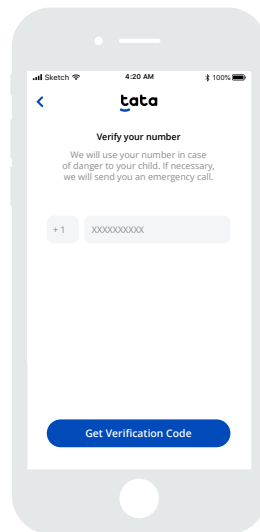 Sketch 4:20 AM 100%
tata
Verify your number
We will use your number in case
of danger to your child. If necessary,
we will send you an emergency call.
+ 1 XXXXXXXXXX
Get Verification Code